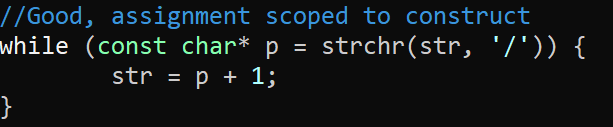 //Good, assignment scoped to construct
while (const char* p = strchr(str, '/')) {
        str = p + 1;
}